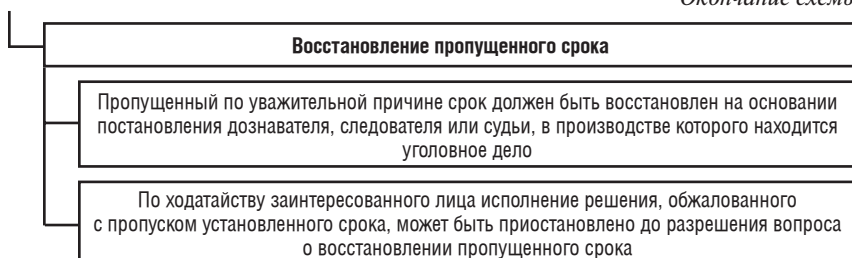 Окончание схемы
Восстановление пропущенного срока
Пропущенный по уважительной причине срок должен быть восстановлен на основании
постановления дознавателя, следователя или судьи, в производстве которого находится
уголовное дело
По ходатайству заинтересованного лица исполнение решения, обжалованного
с пропуском установленного срока, может быть приостановлено до разрешения вопроса
о восстановлении пропущенного срока